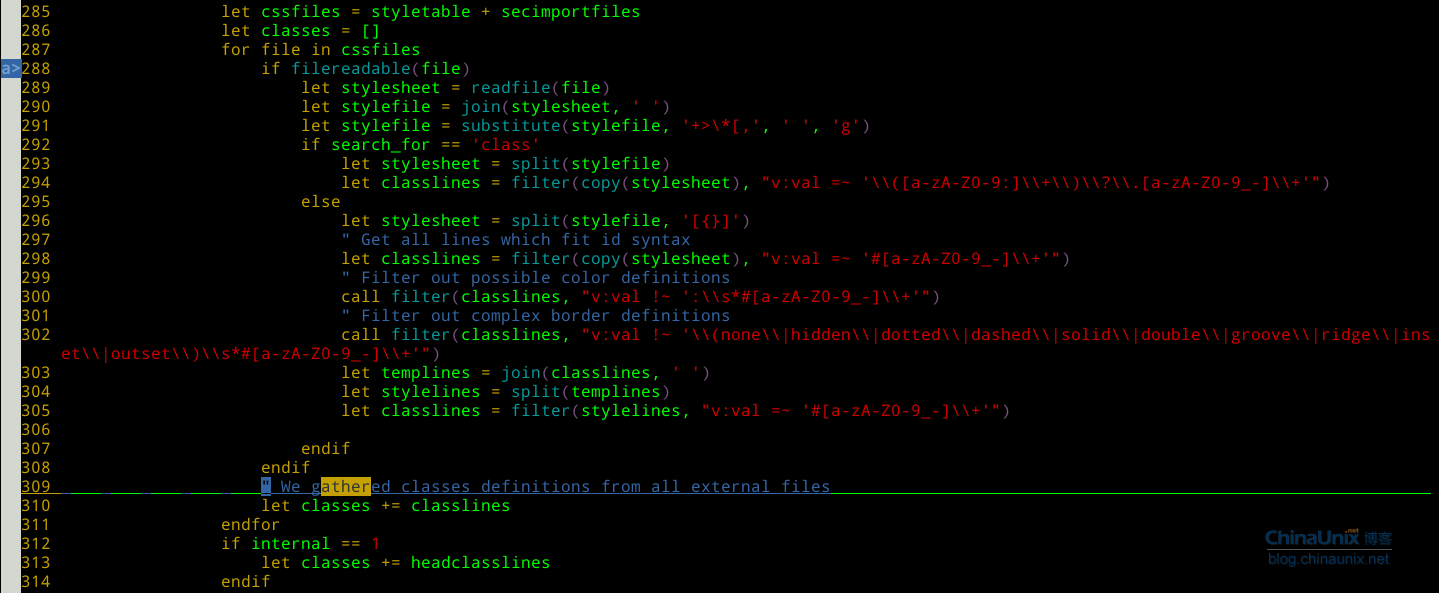 285                 let cssfiles = styletable + secimportfiles
286                 let classes = []
287                 for file in cssfiles
a>288                     if filereadable(file)
289                         let stylesheet = readfile(file)
290                         let stylefile = join(stylesheet, ' ')
291                         let stylefile = substitute(stylefile, '+>\*[,', ' ', 'g')
292                         if search_for == 'class'
293                             let stylesheet = split(stylefile)
294                             let classlines = filter(copy(stylesheet), "v:val =~ '\\([a-zA-Z0-9:]\\+\\)\\?\\.[a-zA-Z0-9_-]\\+'")
295                         else
296                             let stylesheet = split(stylefile, '[{}]')
297                             " Get all lines which fit id syntax
298                             let classlines = filter(copy(stylesheet), "v:val =~ '#[a-zA-Z0-9_-]\\+'")
299                             " Filter out possible color definitions
300                             call filter(classlines, "v:val !~ ':\\s*#[a-zA-Z0-9_-]\\+'")
301                             " Filter out complex border definitions
302                             call filter(classlines, "v:val !~ '\\(none\\|hidden\\|dotted\\|dashed\\|solid\\|double\\|groove\\|ridge\\|ins
et\\|outset\\)\\s*#[a-zA-Z0-9_-]\\+'")
303                             let templines = join(classlines, ' ')
304                             let stylelines = split(templines)
305                             let classlines = filter(stylelines, "v:val =~ '#[a-zA-Z0-9_-]\\+'")
306
307                         endif
308                     endif
309                     " We gathered classes definitions from all external files
310                     let classes += classlines
311                 endfor
312                 if internal == 1
313                     let classes += headclasslines
314                 endif
ChinaUnix.net 博客
blog.chinaunix.net